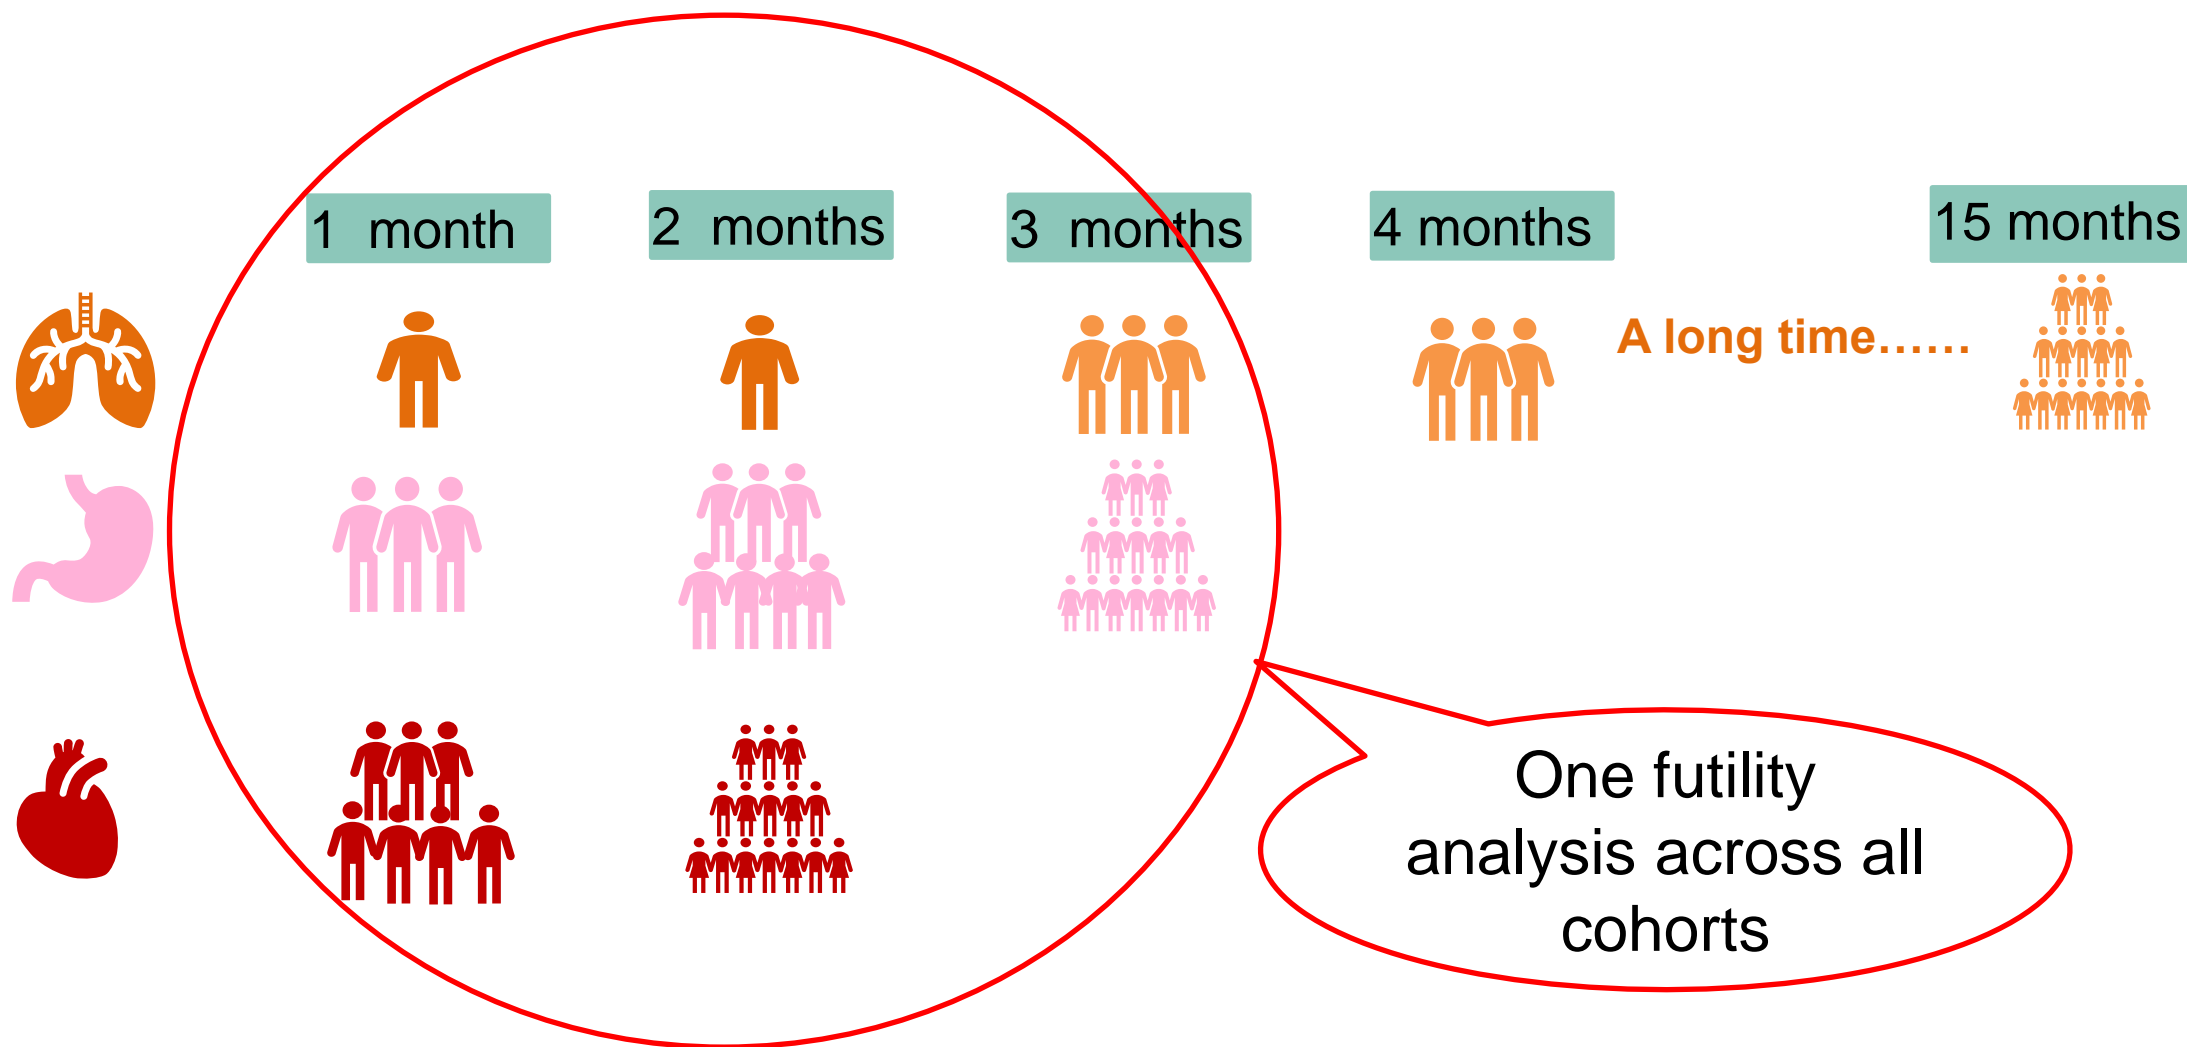 1 month
2 months
3 months
4 months
15 months
A long time......
One futility
analysis across all
cohorts